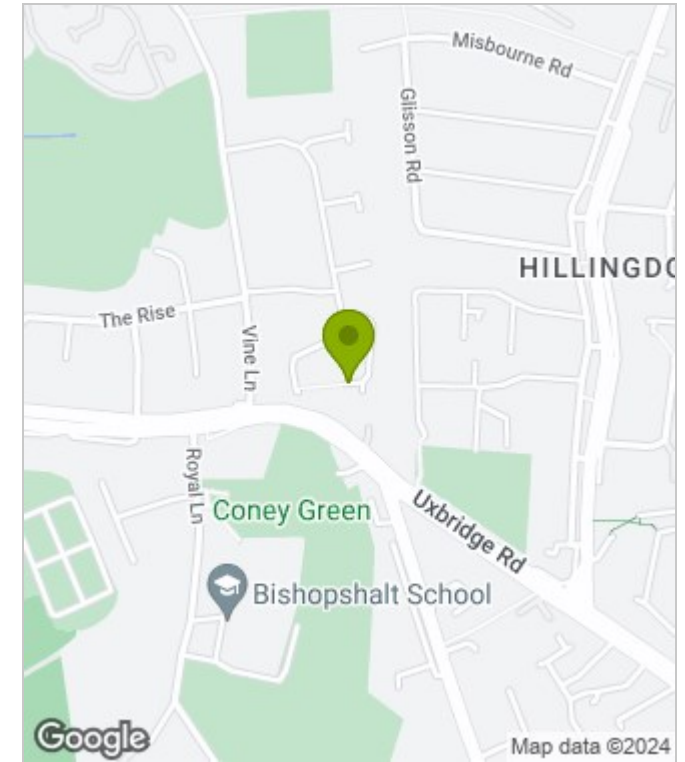 Misbourne Rd
Glisson Rd
HILLINGDO
The Rise
Vine Ln
Royal Ln
Coney Green
Uxbridge Rd
Bishopshalt School
Google
Map data ©2024